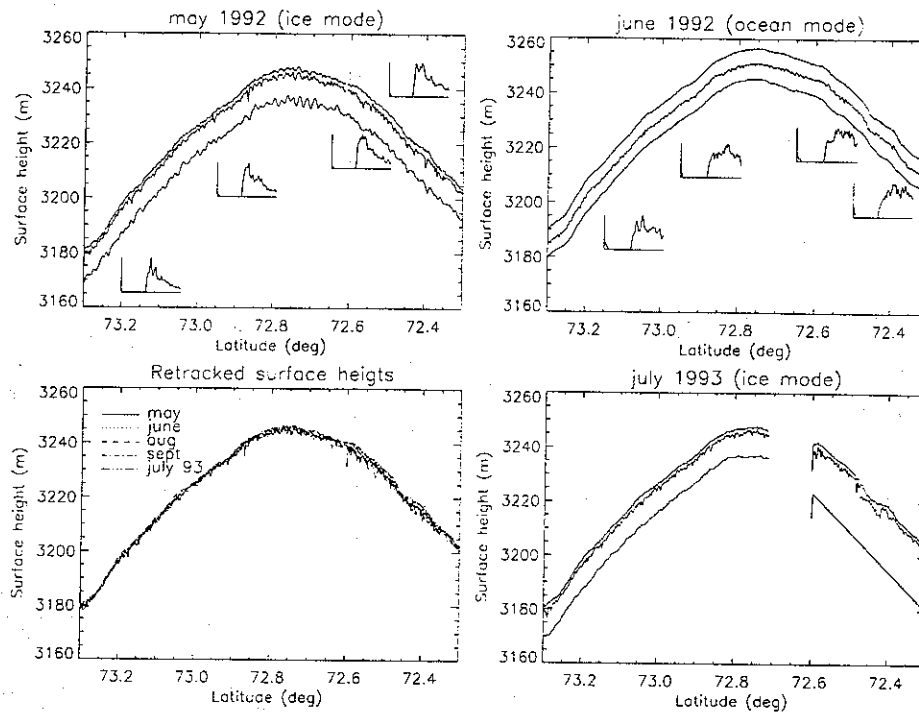 may 1992 (ice mode)
3260
3240
3220
3200
3180
3160
Surface height (m)
73.2 73.0 72.8 72.6 72.4
Latitude (deg)
june 1992 (ocean mode)
3260
3240
3220
3200
3180
3160
Surface height (m)
73.2 73.0 72.8 72.6 72.4
Latitude (deg)
Retracked surface heigts
3260
3240
3220
3200
3180
3160
Surface height (m)
may
june
aug
sept
july 93
73.2 73.0 72.8 72.6 72.4
Latitude (deg)
july 1993 (ice mode)
3260
3240
3220
3200
3180
3160
Surface height (m)
73.2 73.0 72.8 72.6 72.4
Latitude (deg)